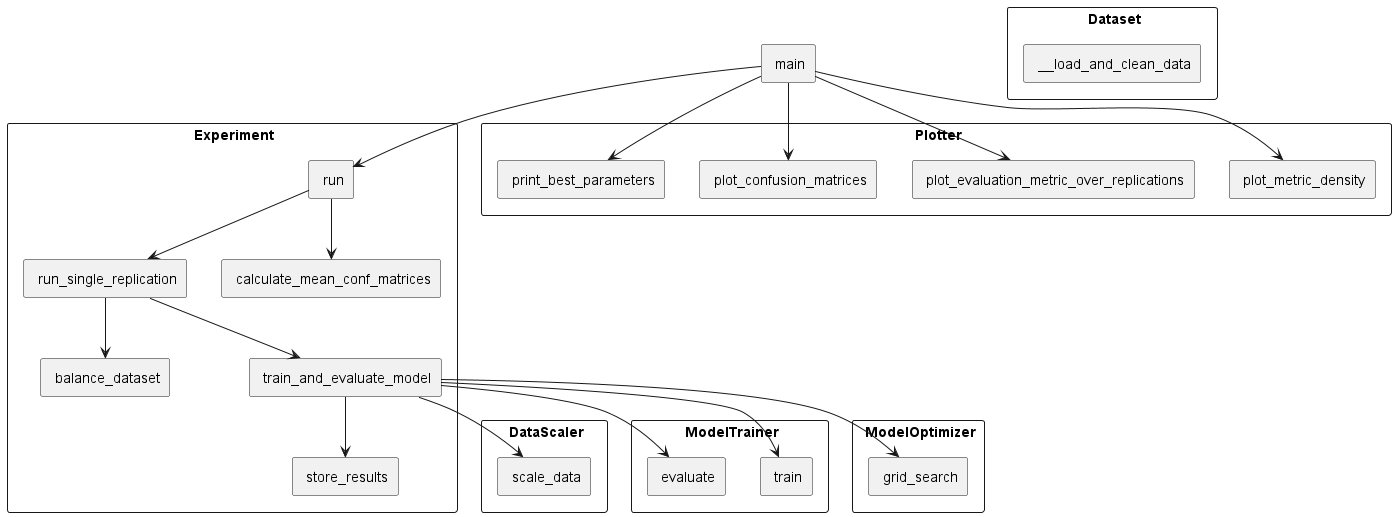 Dataset
__load_and_clean_data
main
Experiment
Plotter
run
print_best_parameters
plot_confusion_matrices
plot_evaluation_metric_over_replications
plot_metric_density
run_single_replication
calculate_mean_conf_matrices
balance_dataset
train_and_evaluate_model
DataScaler
ModelTrainer
ModelOptimizer
store_results
scale_data
evaluate
train
grid_search